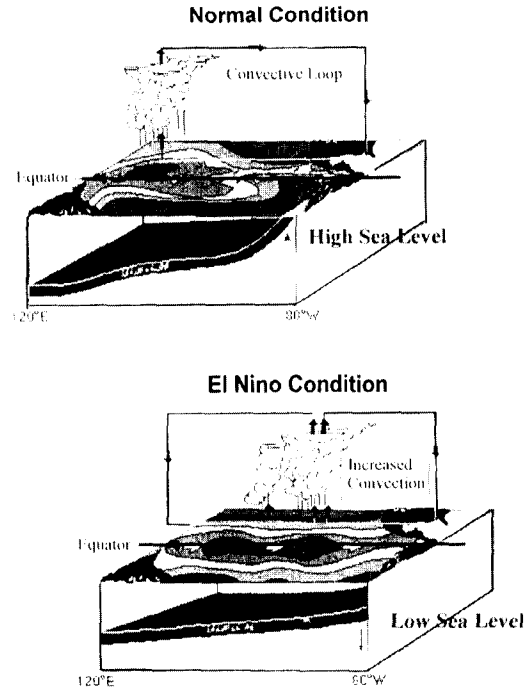 Normal Condition
Convective Loop
Equator
High Sea Level
120°E
80°W
El Nino Condition
Increased
Convection
Equator
Low Sea Level
120°E
80°W